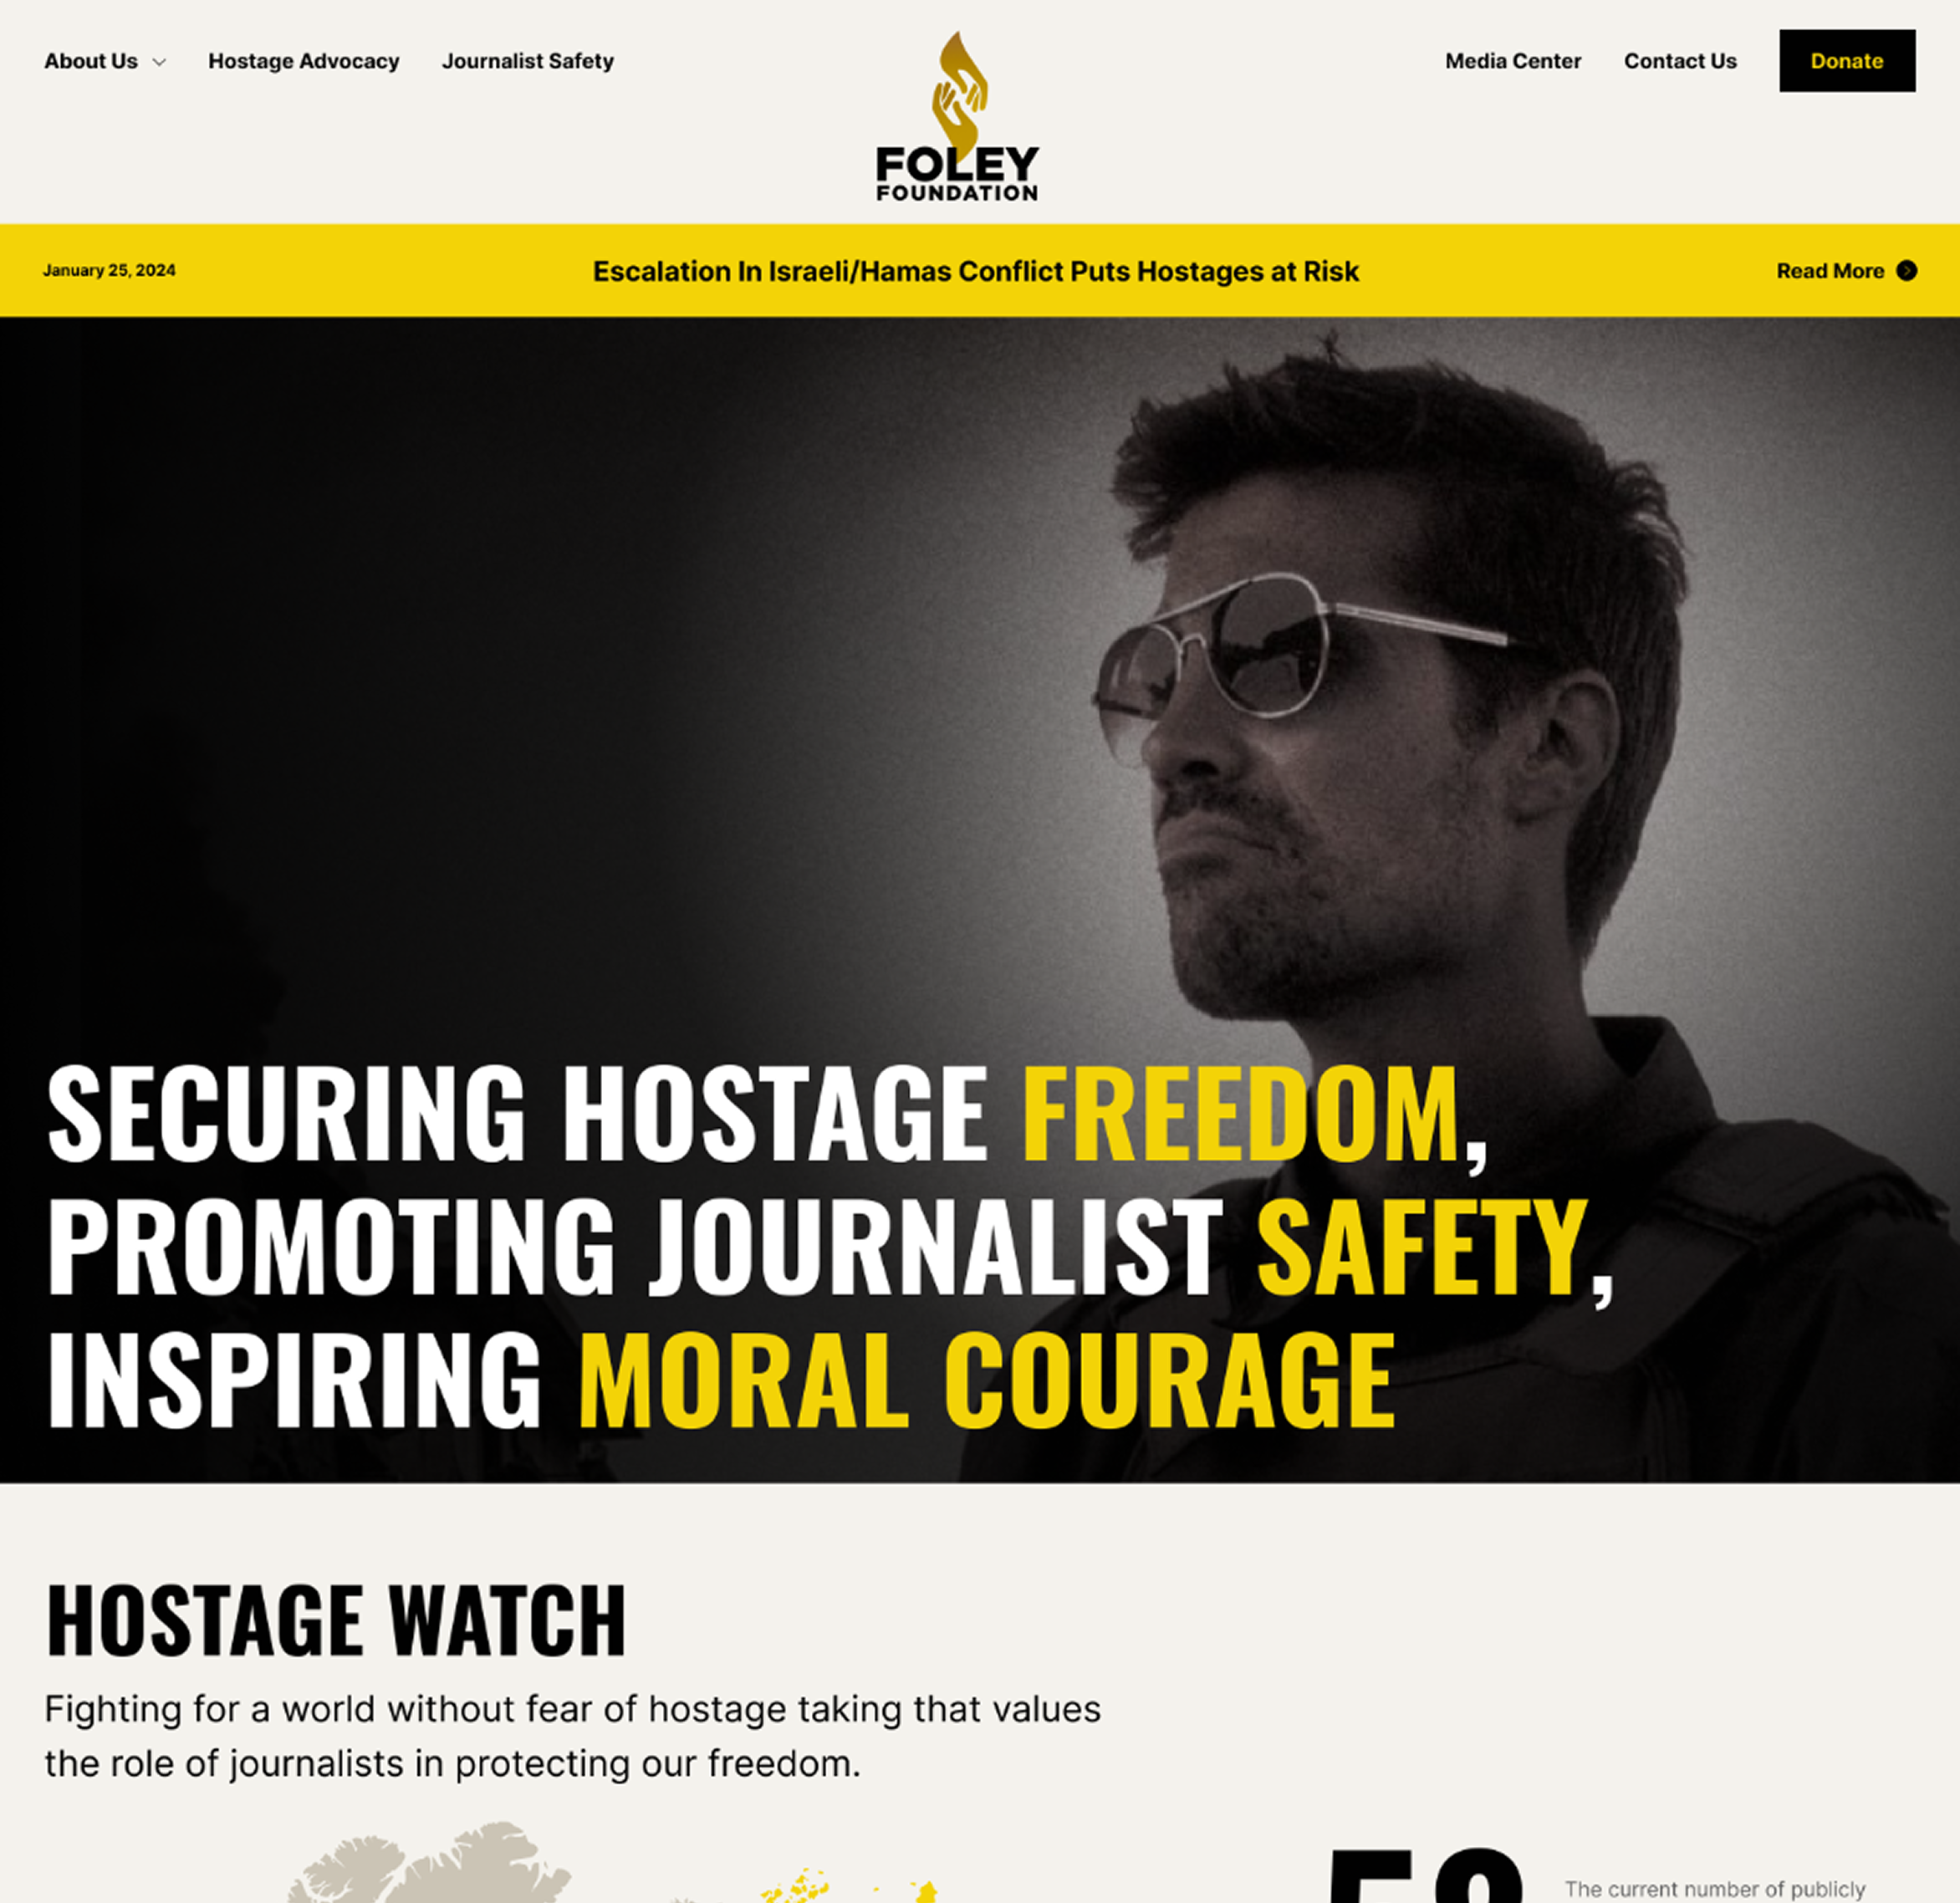 About Us
Hostage Advocacy
Journalist Safety
FOLEY
FOUNDATION
Media Center
Contact Us
Donate
January 25, 2024
Escalation In Israeli/Hamas Conflict Puts Hostages at Risk
Read More
SECURING HOSTAGE FREEDOM,
PROMOTING JOURNALIST SAFETY,
INSPIRING MORAL COURAGE
HOSTAGE WATCH
Fighting for a world without fear of hostage taking that values
the role of journalists in protecting our freedom.
The current number of publicly